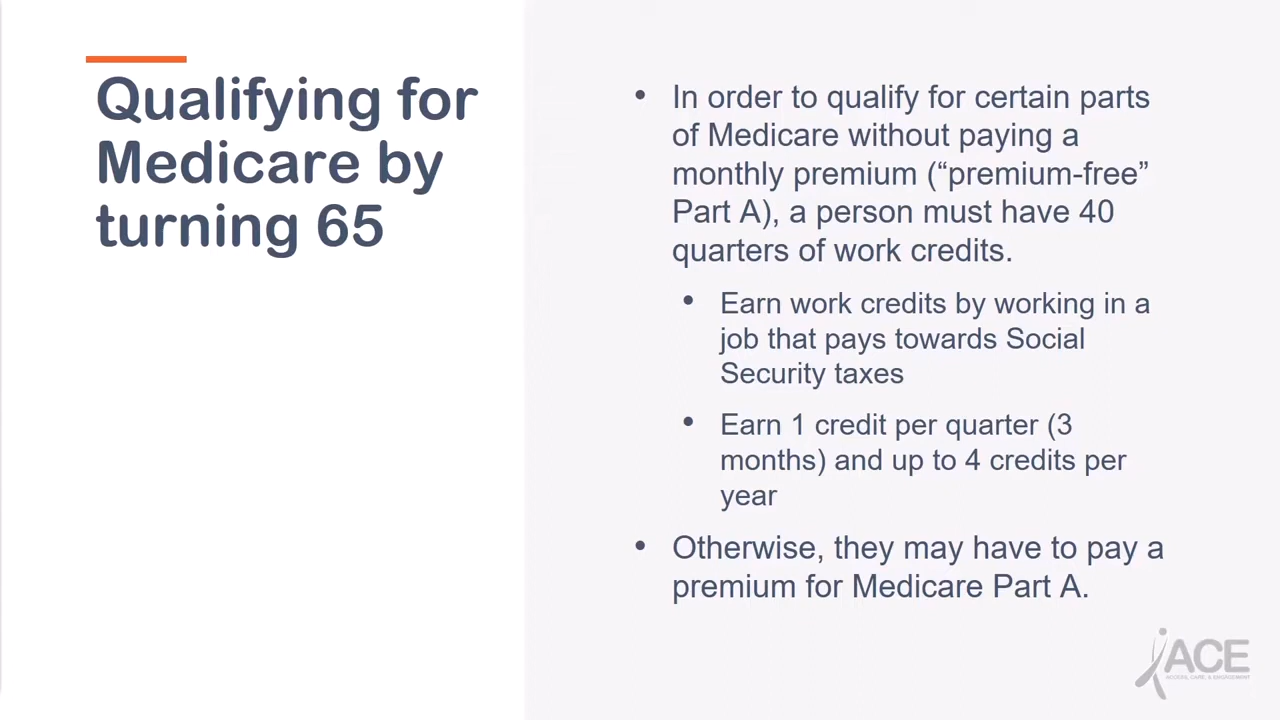 Qualifying for
Medicare by
turning 65
• In order to qualify for certain parts
of Medicare without paying a
monthly premium (“premium-free”
Part A), a person must have 40
quarters of work credits.
• Earn work credits by working in a
job that pays towards Social
Security taxes
• Earn 1 credit per quarter (3
months) and up to 4 credits per
year
• Otherwise, they may have to pay a
premium for Medicare Part A.
ACE
ACCESS, CARE, & ENGAGEMENT